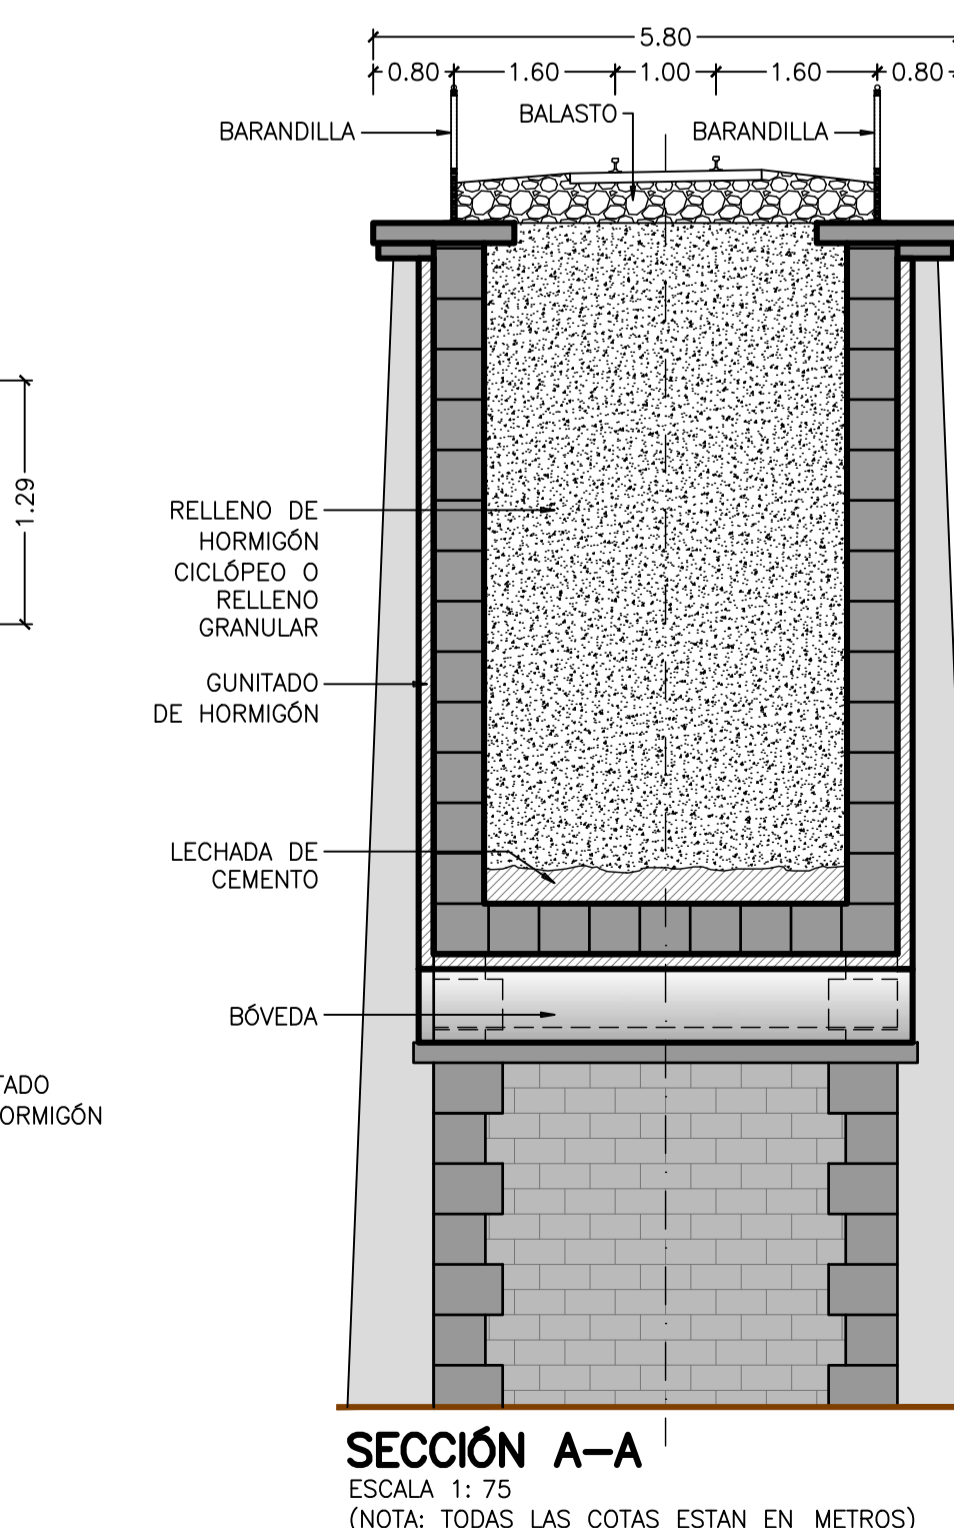 5.80
0.80 1.60 1.00 1.60 0.80
BARANDILLA
BALASTO
BARANDILLA
1.29
RELLENO DE
HORMIGÓN
CICLÓPEO O
RELLENO
GRANULAR
GUNITADO
DE HORMIGÓN
LECHADA DE
CEMENTO
BÓVEDA
TADO
ORMIGÓN
SECCIÓN A-A
ESCALA 1: 75
(NOTA: TODAS LAS COTAS ESTAN EN METROS)